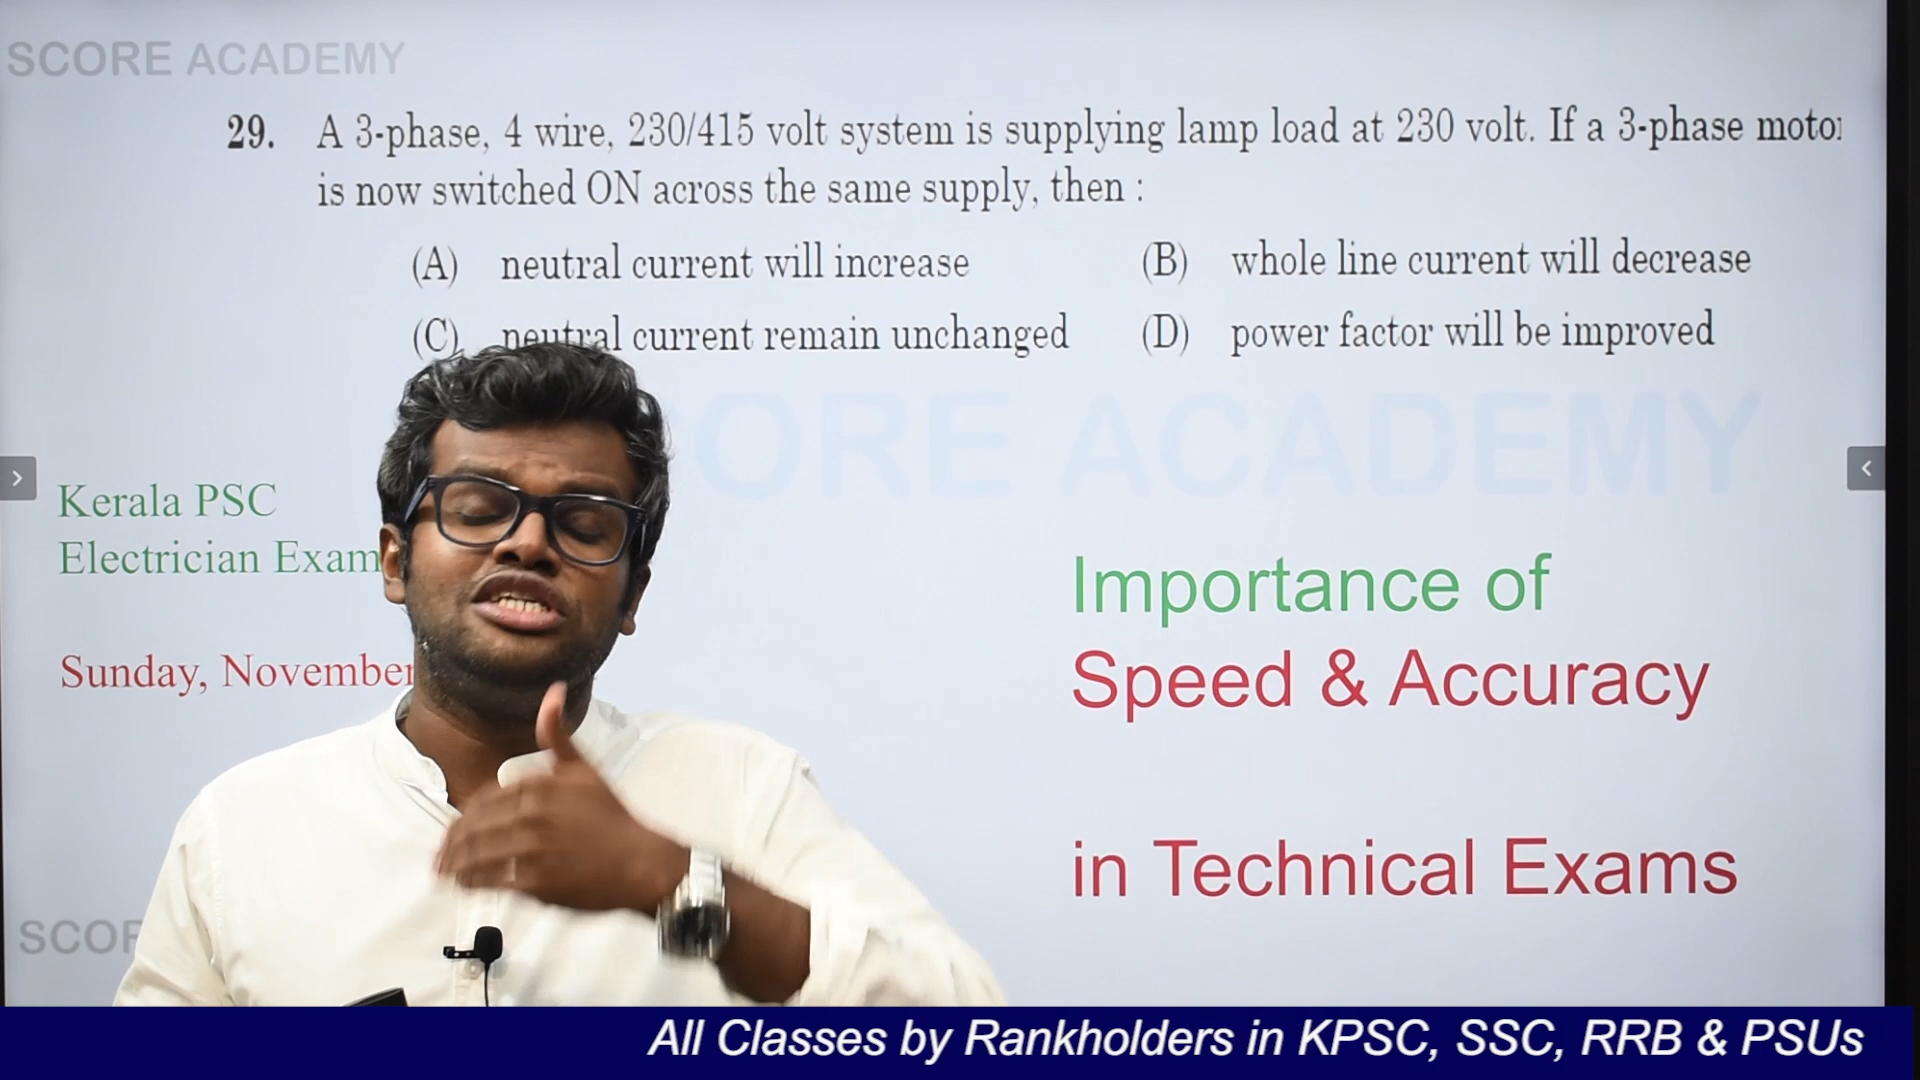 SCORE ACADEMY
29. A 3-phase, 4 wire, 230/415 volt system is supplying lamp load at 230 volt. If a 3-phase motor
is now switched ON across the same supply, then :
(A) neutral current will increase (B) whole line current will decrease
(C) neutral current remain unchanged (D) power factor will be improved
ORE ACADEMY
Kerala PSC
Electrician Exam
Sunday, November
Importance of
Speed & Accuracy
in Technical Exams
SCOR
All Classes by Rankholders in KPSC, SSC, RRB & PSUs